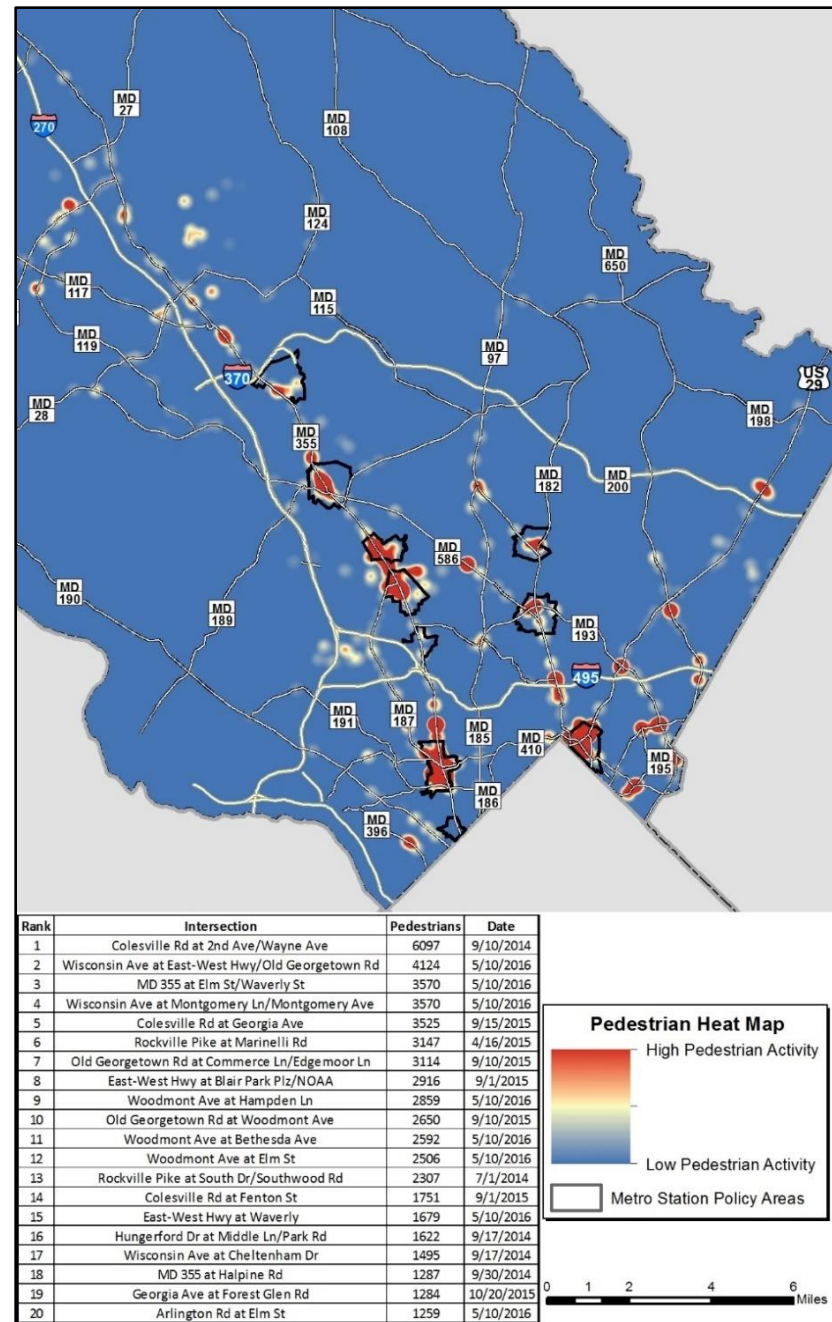 MD 27
270
MD 108
MD 124
MD 650
MD 117
MD 115
MD 119
MD 97
370
US 29
MD 28
MD 355
MD 198
MD 182
MD 200
MD 586
MD 190
MD 189
MD 193
495
MD 191
MD 187
MD 185
MD 410
MD 195
MD 186
MD 396
Rank Intersection Pedestrians Date
1 Colesville Rd at 2nd Ave/Wayne Ave 6097 9/10/2014
2 Wisconsin Ave at East-West Hwy/Old Georgetown Rd 4124 5/10/2016
3 MD 355 at Elm St/Waverly St 3570 5/10/2016
4 Wisconsin Ave at Montgomery Ln/Montgomery Ave 3570 5/10/2016
5 Colesville Rd at Georgia Ave 3525 9/15/2015
6 Rockville Pike at Marinelli Rd 3147 4/16/2015
7 Old Georgetown Rd at Commerce Ln/Edgemoor Ln 3114 9/10/2015
8 East-West Hwy at Blair Park Plz/NOAA 2916 9/1/2015
9 Woodmont Ave at Hampden Ln 2859 5/10/2016
10 Old Georgetown Rd at Woodmont Ave 2650 9/10/2015
11 Woodmont Ave at Bethesda Ave 2592 5/10/2016
12 Woodmont Ave at Elm St 2506 5/10/2016
13 Rockville Pike at South Dr/Southwood Rd 2307 7/1/2014
14 Colesville Rd at Fenton St 1751 9/1/2015
15 East-West Hwy at Waverly 1679 5/10/2016
16 Hungerford Dr at Middle Ln/Park Rd 1622 9/17/2014
17 Wisconsin Ave at Cheltenham Dr 1495 9/17/2014
18 MD 355 at Halpine Rd 1287 9/30/2014
19 Georgia Ave at Forest Glen Rd 1284 10/20/2015
20 Arlington Rd at Elm St 1259 5/10/2016
Pedestrian Heat Map
High Pedestrian Activity
Low Pedestrian Activity
Metro Station Policy Areas
0 1 2 4 6
Miles